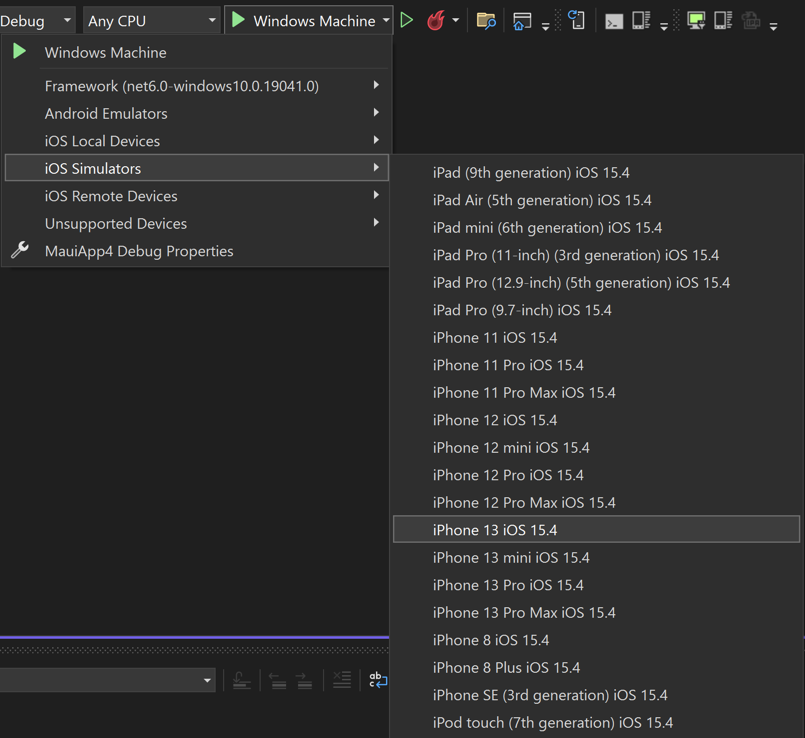 Debug
Any CPU
Windows Machine
Windows Machine
Framework (net6.0-windows10.0.19041.0)
Android Emulators
iOS Local Devices
iOS Simulators
iOS Remote Devices
Unsupported Devices
MauiApp4 Debug Properties
iPad (9th generation) iOS 15.4
iPad Air (5th generation) iOS 15.4
iPad mini (6th generation) iOS 15.4
iPad Pro (11-inch) (3rd generation) iOS 15.4
iPad Pro (12.9-inch) (5th generation) iOS 15.4
iPad Pro (9.7-inch) iOS 15.4
iPhone 11 iOS 15.4
iPhone 11 Pro iOS 15.4
iPhone 11 Pro Max iOS 15.4
iPhone 12 iOS 15.4
iPhone 12 mini iOS 15.4
iPhone 12 Pro iOS 15.4
iPhone 12 Pro Max iOS 15.4
iPhone 13 iOS 15.4
iPhone 13 mini iOS 15.4
iPhone 13 Pro iOS 15.4
iPhone 13 Pro Max iOS 15.4
iPhone 8 iOS 15.4
iPhone 8 Plus iOS 15.4
iPhone SE (3rd generation) iOS 15.4
iPod touch (7th generation) iOS 15.4
ab
c